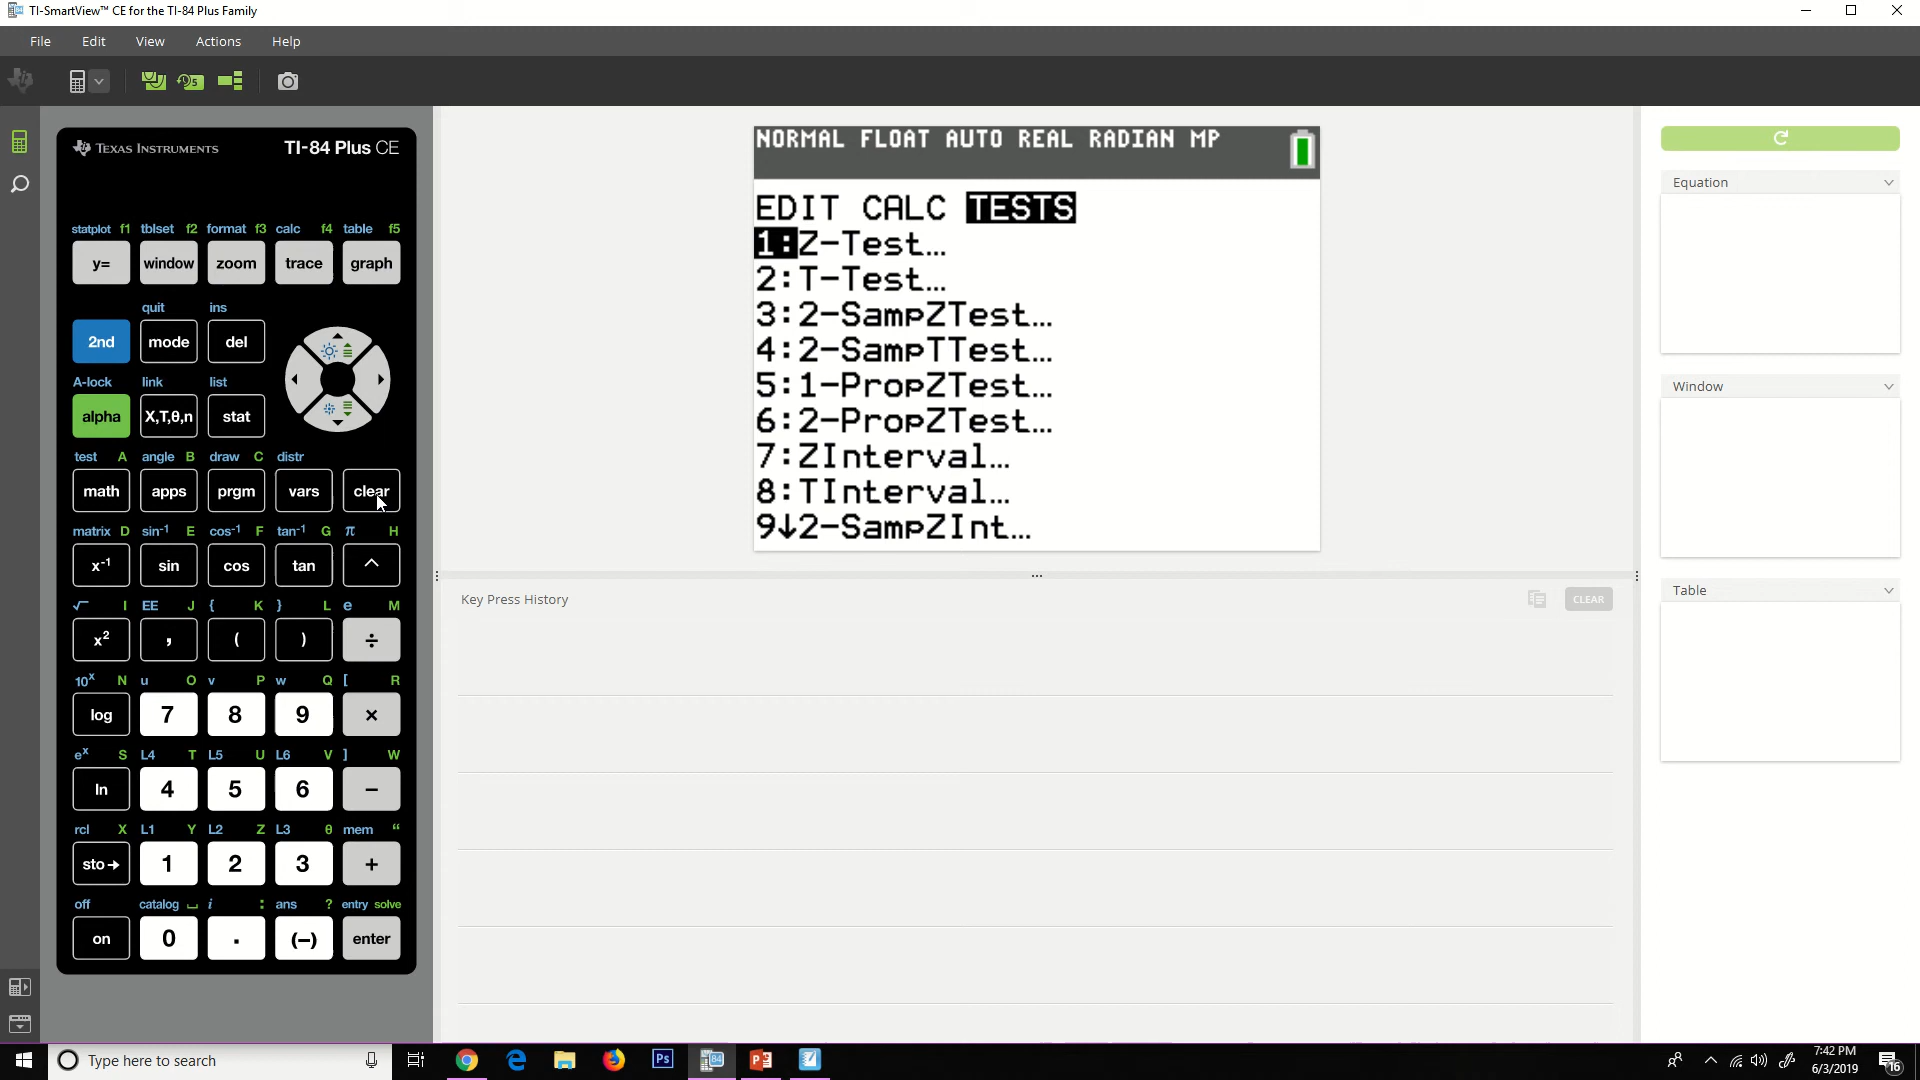 TI-SmartView™ CE for the TI-84 Plus Family
File Edit View Actions Help
TEXAS INSTRUMENTS TI-84 Plus CE
statplot f1 tblset f2 format f3 calc f4 table f5
y= window zoom trace graph
quit ins
2nd mode del
A-lock link list
alpha X,T,θ,n stat
test A angle B draw C distr
math apps prgm vars clear
matrix D sin-1 E cos-1 F tan-1 G π H
x-1 sin cos tan ^
√ I EE J { K } L e M
x2 , ( ) ÷
10x N u O v P w Q [ R
log 7 8 9 ×
ex S L4 T L5 U L6 V ] W
ln 4 5 6 −
rcl X L1 Y L2 Z L3 θ mem “
sto→ 1 2 3 +
off catalog ⎵ i : ans ? entry solve
on 0 . (−) enter
NORMAL FLOAT AUTO REAL RADIAN MP
EDIT CALC TESTS
1:Z-Test…
2:T-Test…
3:2-SampZTest…
4:2-SampTTest…
5:1-PropZTest…
6:2-PropZTest…
7:ZInterval…
8:TInterval…
9↓2-SampZInt…
Key Press History CLEAR
Equation
Window
Table
Type here to search
Ps
84
7:42 PM
6/3/2019
16